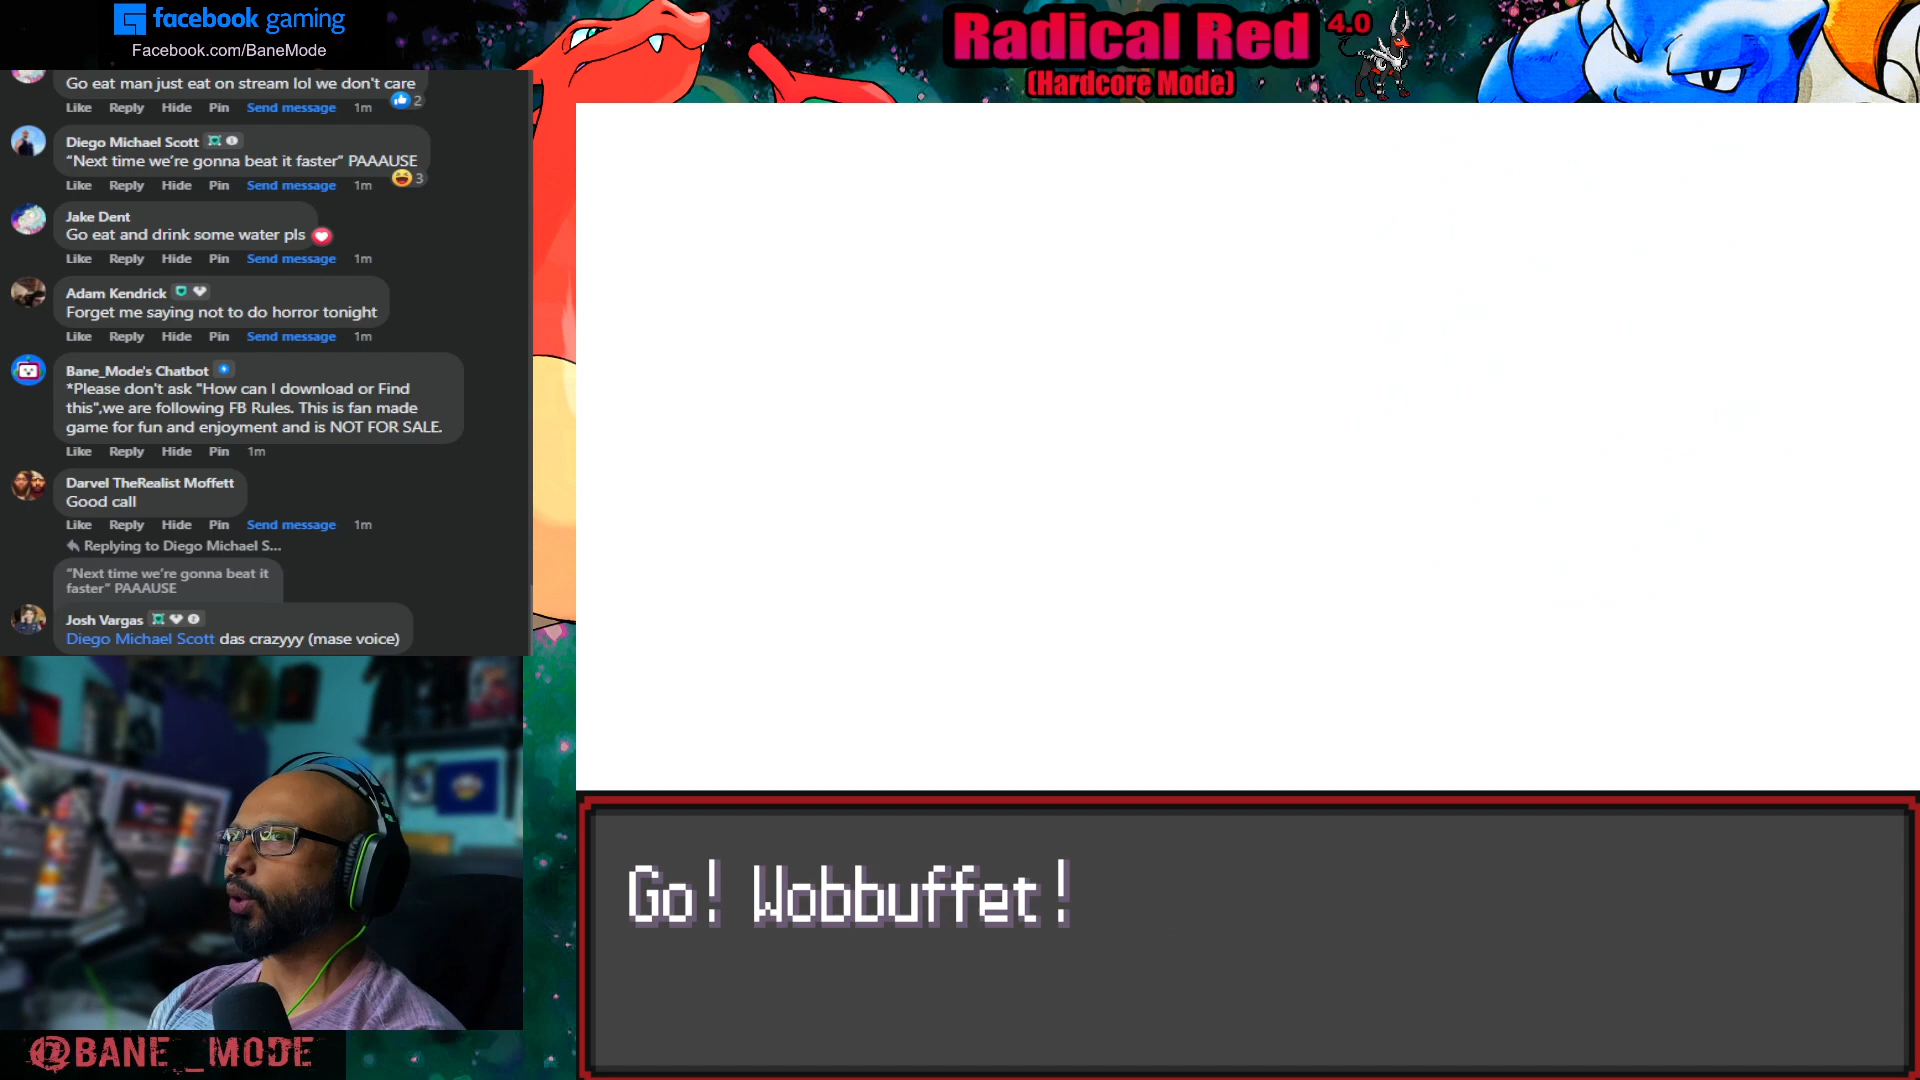 facebook gaming
Facebook.com/BaneMode
Radical Red 4.0
(Hardcore Mode)
Go eat man just eat on stream lol we don't care
Like Reply Hide Pin Send message 1m 2
Diego Michael Scott
“Next time we’re gonna beat it faster” PAAAUSE
Like Reply Hide Pin Send message 1m 3
Jake Dent
Go eat and drink some water pls
Like Reply Hide Pin Send message 1m
Adam Kendrick
Forget me saying not to do horror tonight
Like Reply Hide Pin Send message 1m
Bane_Mode's Chatbot
*Please don't ask "How can I download or Find
this",we are following FB Rules. This is fan made
game for fun and enjoyment and is NOT FOR SALE.
Like Reply Hide Pin 1m
Darvel TheRealist Moffett
Good call
Like Reply Hide Pin Send message 1m
Replying to Diego Michael S...
“Next time we’re gonna beat it
faster” PAAAUSE
Josh Vargas
Diego Michael Scott das crazyyy (mase voice)
Go! Wobbuffet!
@BANE_MODE